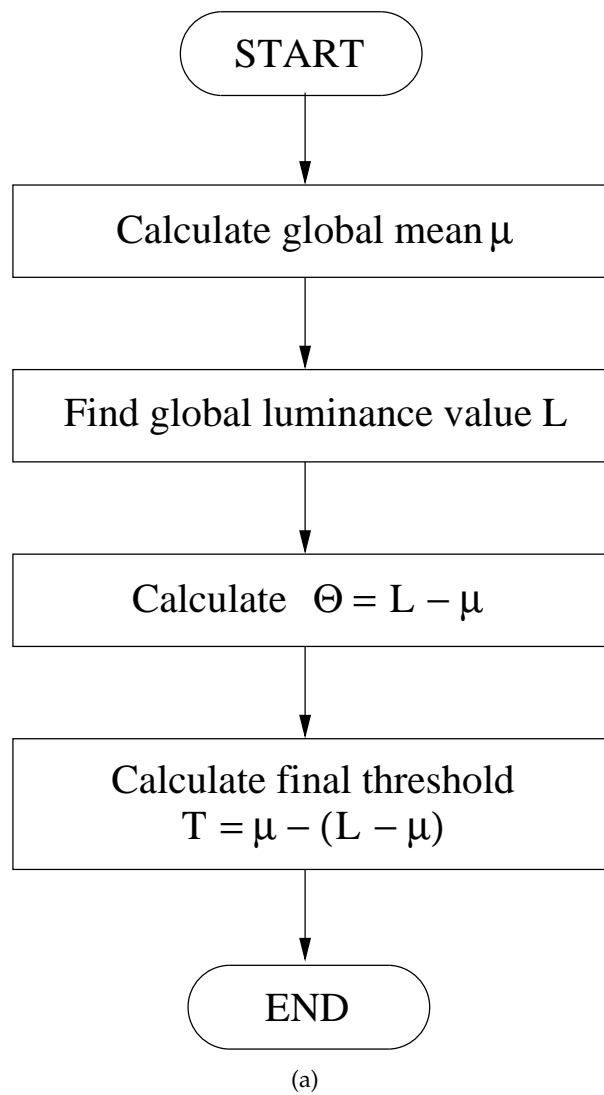 START
Calculate global mean μ
Find global luminance value L
Calculate Θ = L − μ
Calculate final threshold
T = μ − (L − μ)
END
(a)